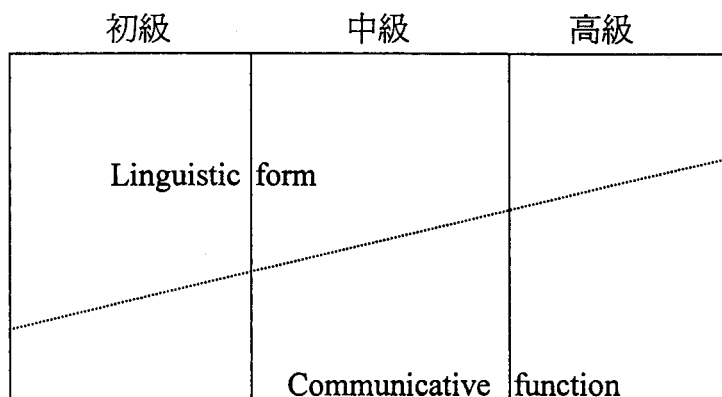 初級 中級 高級
Linguistic form
Communicative function